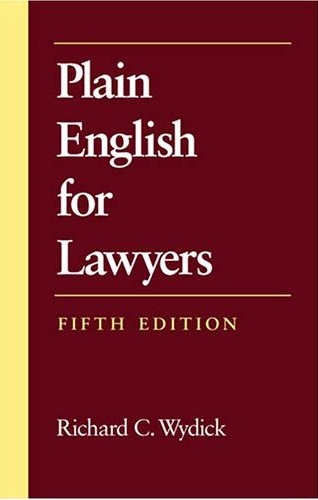 Plain
English
for
Lawyers
FIFTH EDITION
Richard C. Wydick